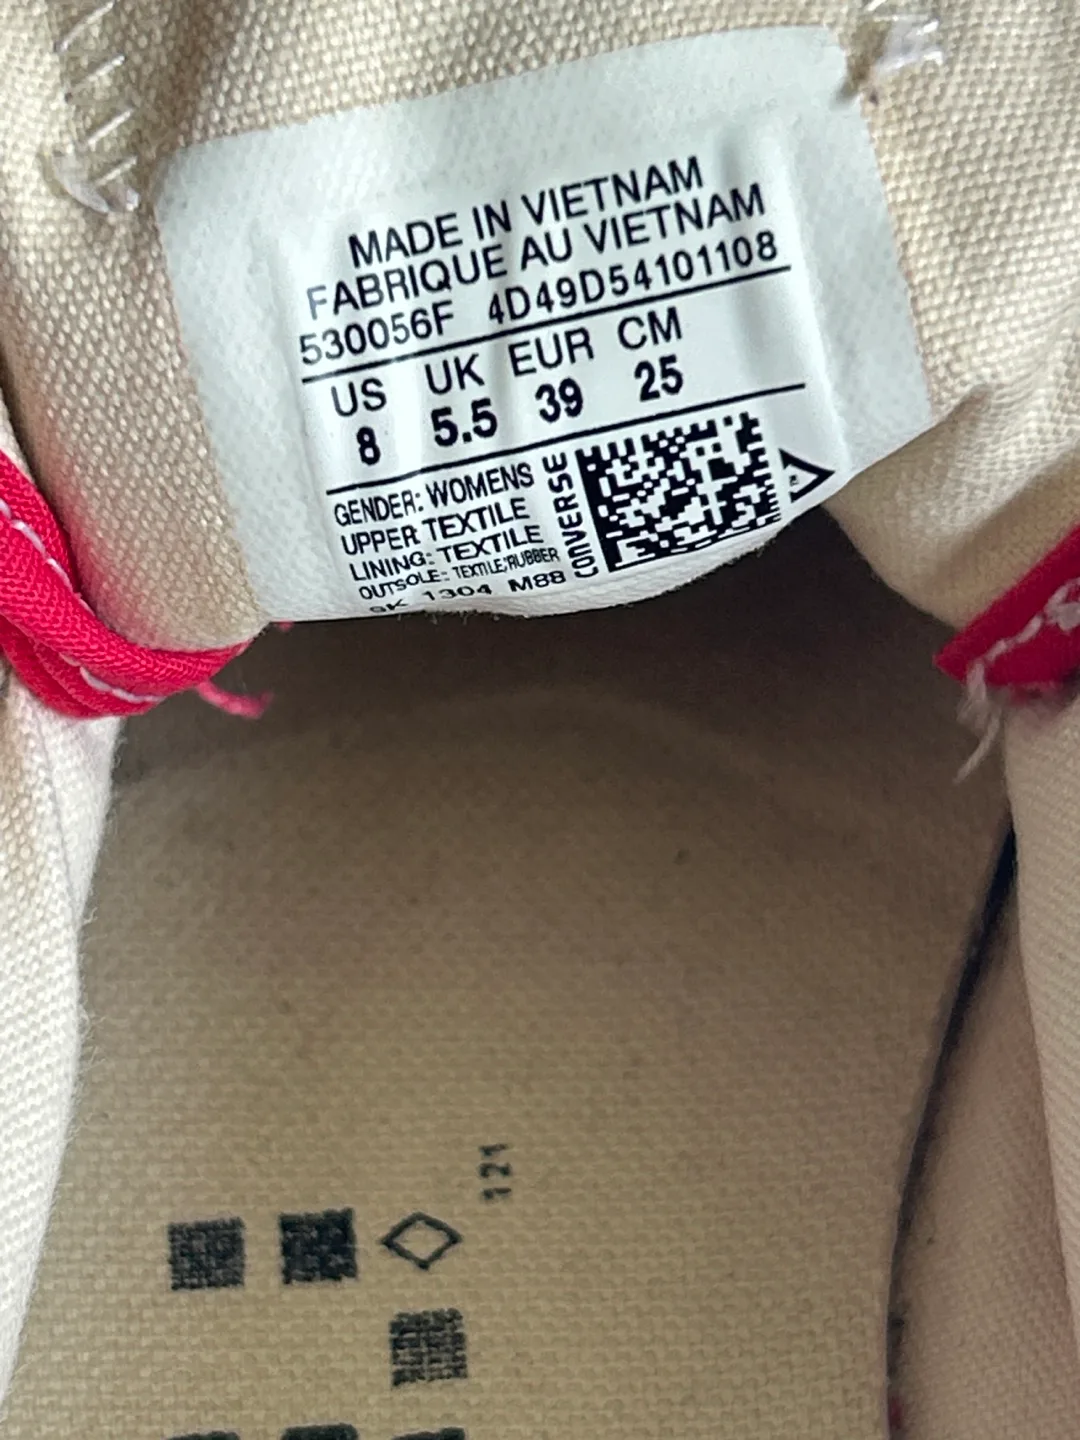 MADE IN VIETNAM
FABRIQUE AU VIETNAM
530056F 4D49D54101108
US UK EUR CM
8 5.5 39 25
GENDER: WOMENS
UPPER: TEXTILE
LINING: TEXTILE
OUTSOLE: TEXTILE/RUBBER
SK 1304 M88
CONVERSE
121